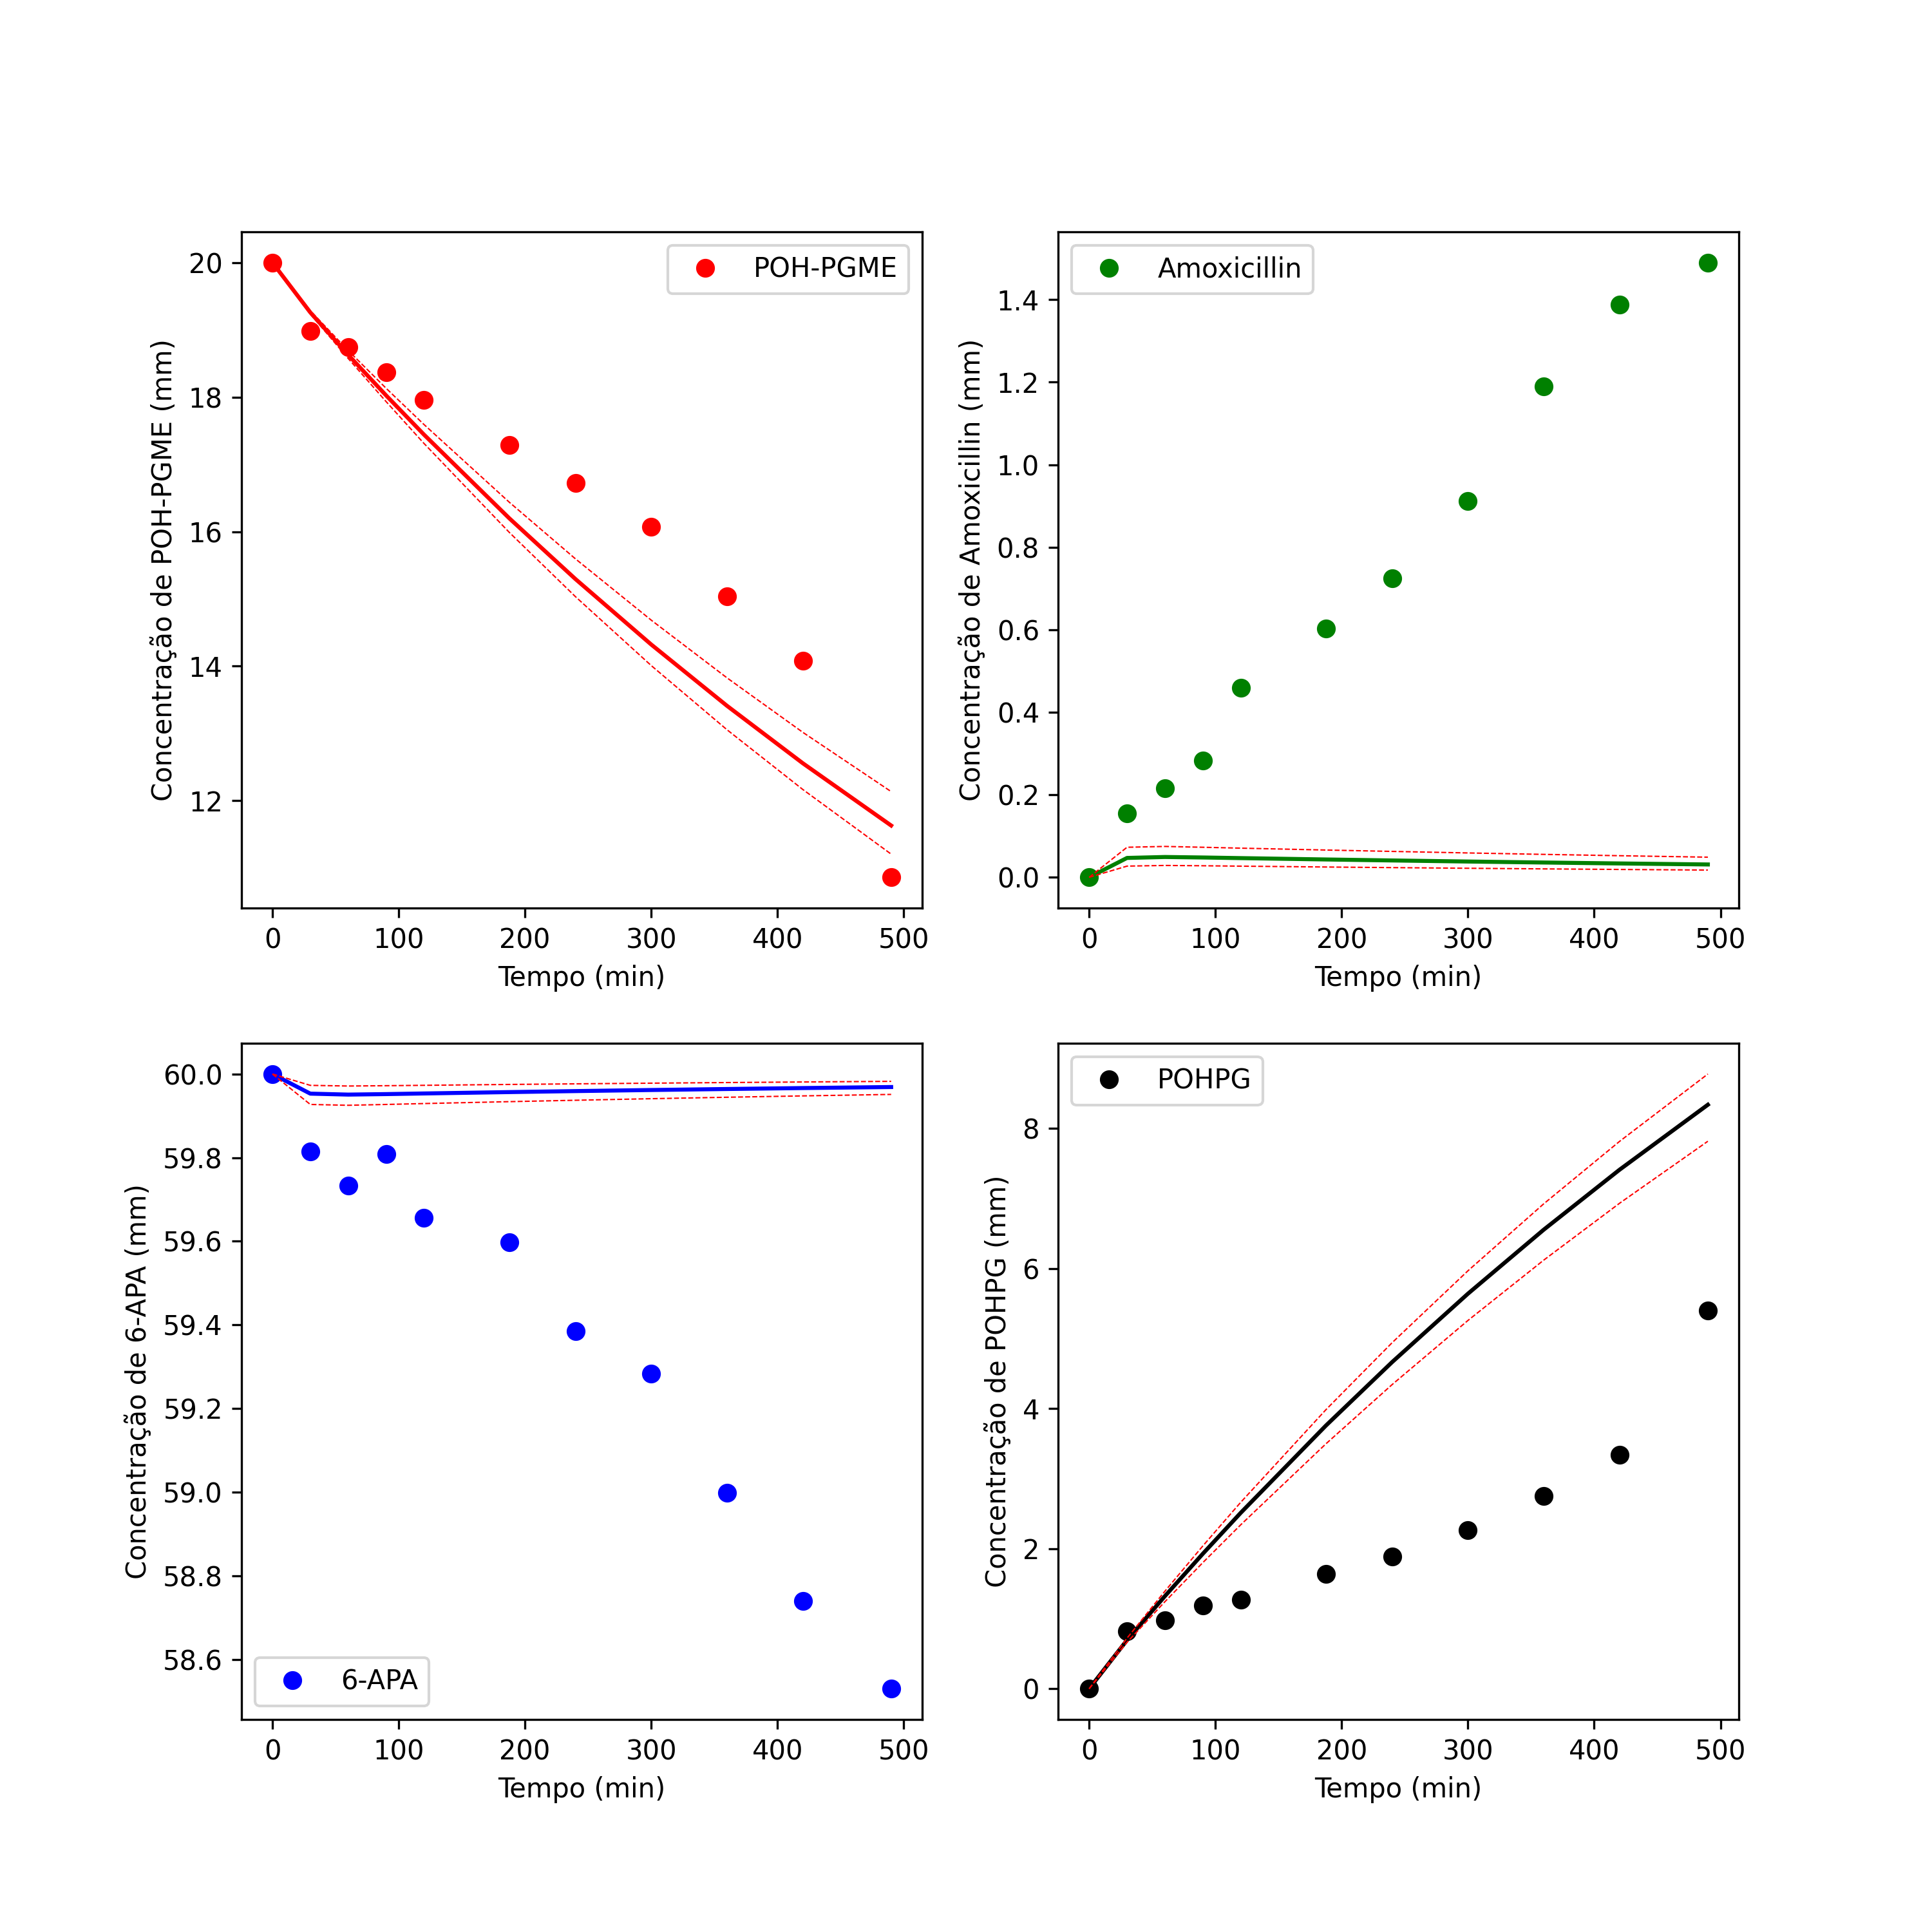 POH-PGME
Concentração de POH-PGME (mm)
20
18
16
14
12
0 100 200 300 400 500
Tempo (min)
Amoxicillin
Concentração de Amoxicillin (mm)
1.4
1.2
1.0
0.8
0.6
0.4
0.2
0.0
0 100 200 300 400 500
Tempo (min)
Concentração de 6-APA (mm)
60.0
59.8
59.6
59.4
59.2
59.0
58.8
58.6
6-APA
0 100 200 300 400 500
Tempo (min)
POHPG
Concentração de POHPG (mm)
8
6
4
2
0
0 100 200 300 400 500
Tempo (min)